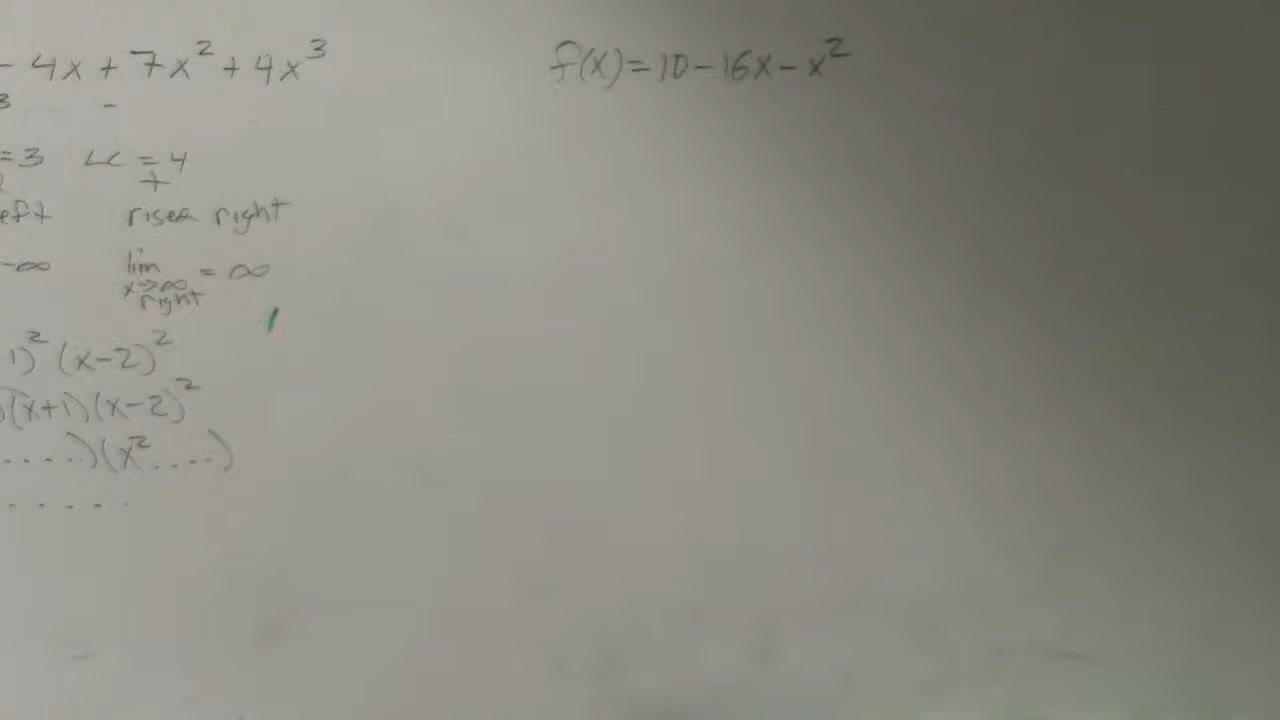 - 4x + 7x² + 4x³
3 -
=3 LC = 4
+
eft rises right
-∞ lim = ∞
x→∞
right
1)² (x-2)²
)(x+1)(x-2)²
.....)(x²....)
. . . . .
f(x)=10-16x-x²